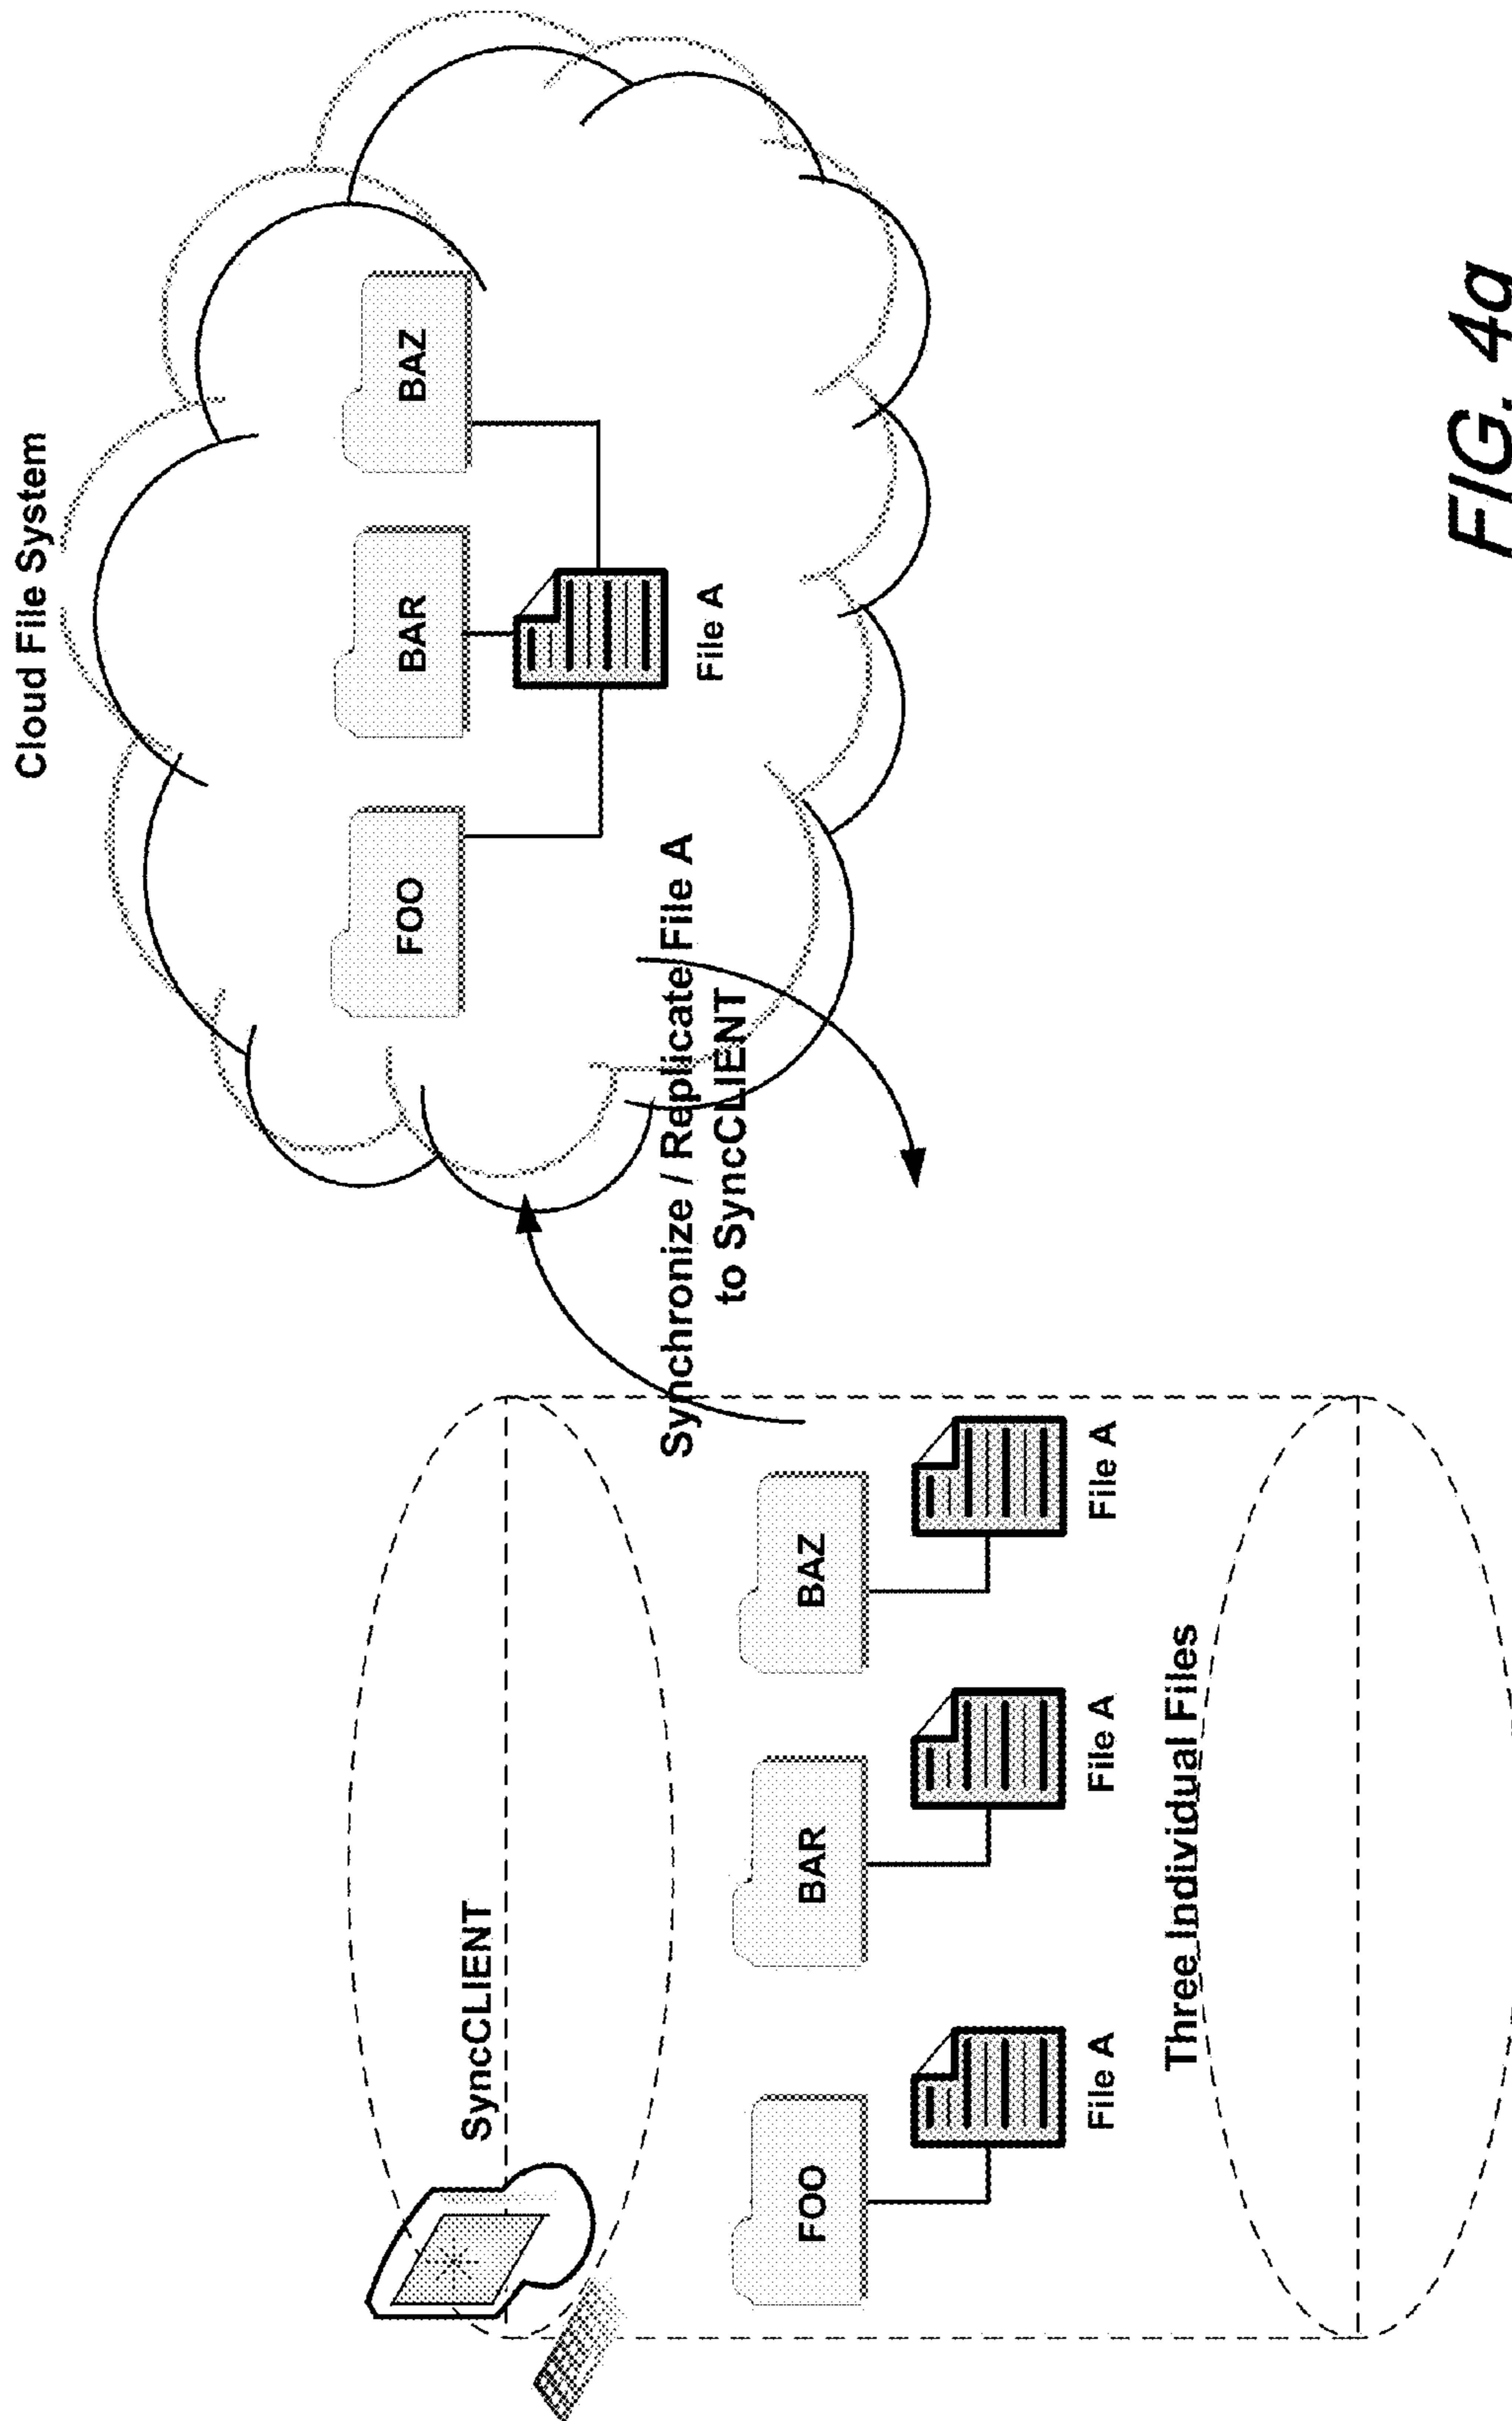 Cloud File System
FOO
BAR
BAZ
File A
Synchronize / Replicate File A
to SyncCLIENT
SyncCLIENT
FOO
BAR
BAZ
File A
File A
File A
Three Individual Files
FIG. 4a